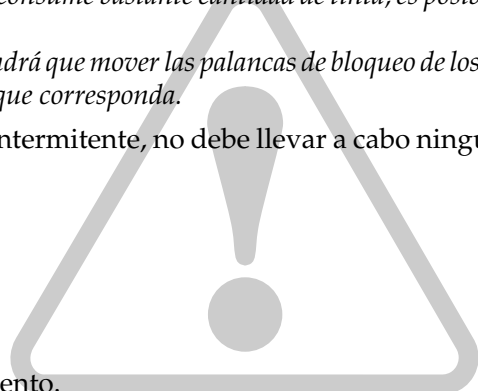 consume bastante cantidad de tinta, es posib
drá que mover las palancas de bloqueo de los
que corresponda.
ntermitente, no debe llevar a cabo ningu
ento.